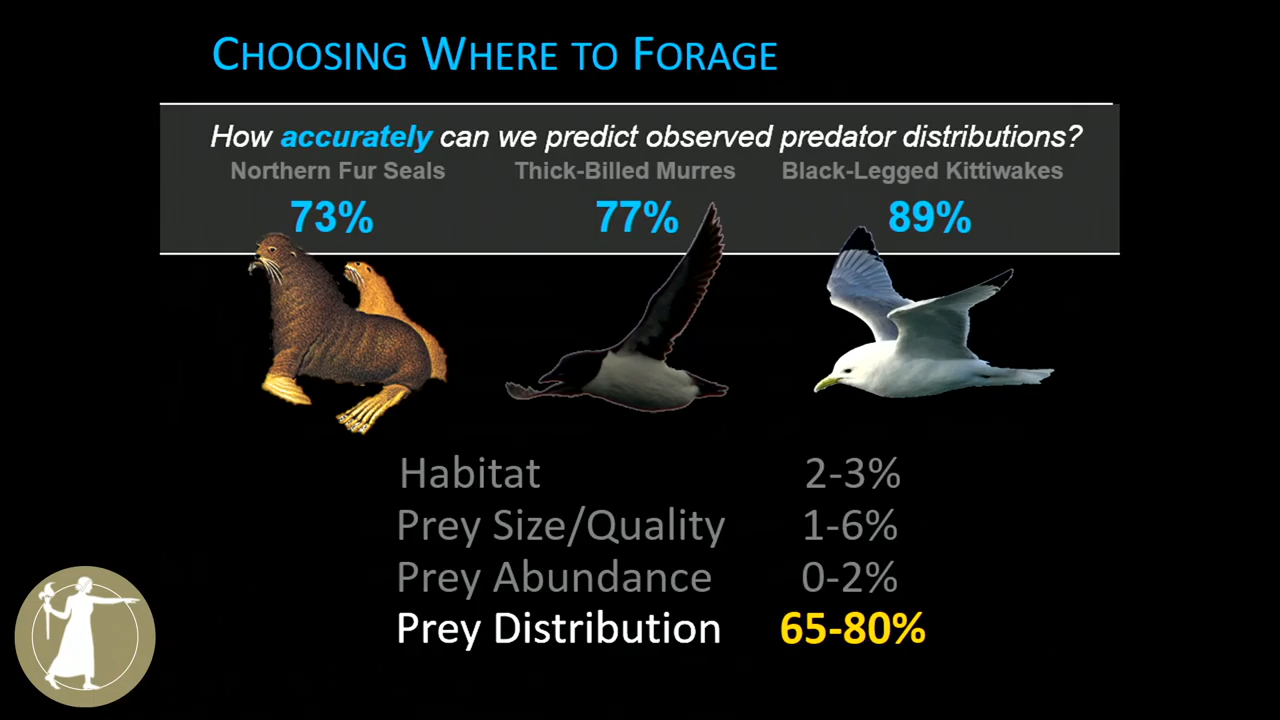 CHOOSING WHERE TO FORAGE
How accurately can we predict observed predator distributions?
Northern Fur Seals Thick-Billed Murres Black-Legged Kittiwakes
73% 77% 89%
Habitat 2-3%
Prey Size/Quality 1-6%
Prey Abundance 0-2%
Prey Distribution 65-80%